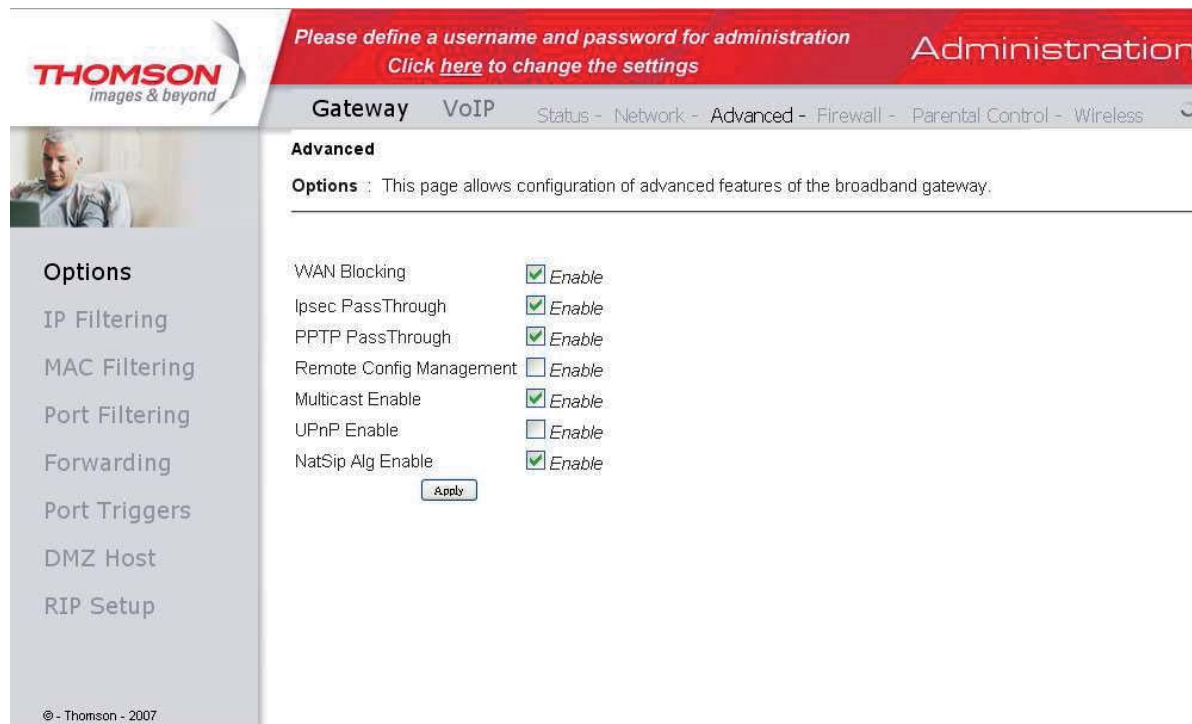 THOMSON
images & beyond
Please define a username and password for administration
Click here to change the settings
Administration
Gateway VoIP Status - Network - Advanced - Firewall - Parental Control - Wireless
Advanced
Options : This page allows configuration of advanced features of the broadband gateway.
Options
IP Filtering
MAC Filtering
Port Filtering
Forwarding
Port Triggers
DMZ Host
RIP Setup
WAN Blocking Enable
Ipsec PassThrough Enable
PPTP PassThrough Enable
Remote Config Management Enable
Multicast Enable Enable
UPnP Enable Enable
NatSip Alg Enable Enable
Apply
© - Thomson - 2007